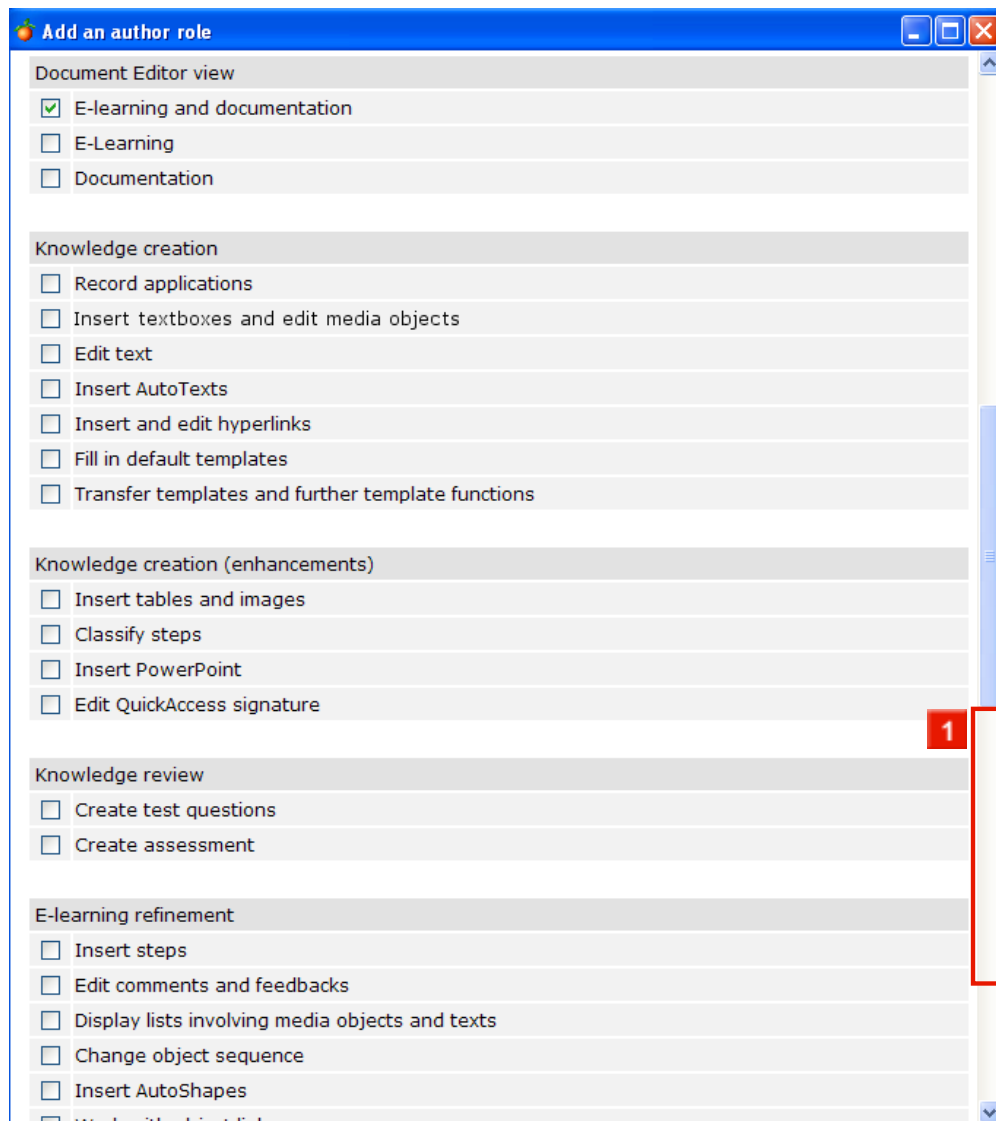 Add an author role
Document Editor view
E-learning and documentation
E-Learning
Documentation
Knowledge creation
Record applications
Insert textboxes and edit media objects
Edit text
Insert AutoTexts
Insert and edit hyperlinks
Fill in default templates
Transfer templates and further template functions
Knowledge creation (enhancements)
Insert tables and images
Classify steps
Insert PowerPoint
Edit QuickAccess signature
1
Knowledge review
Create test questions
Create assessment
E-learning refinement
Insert steps
Edit comments and feedbacks
Display lists involving media objects and texts
Change object sequence
Insert AutoShapes